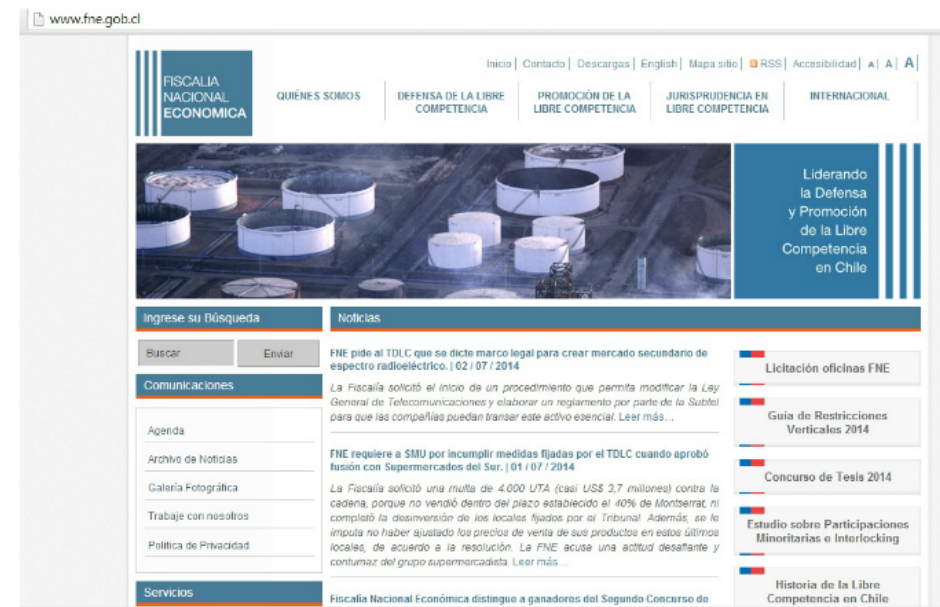 www.fne.gob.cl
Inicio | Contacto | Descargas | English | Mapa sitio | RSS | Accesibilidad | A | A | A |
FISCALIA
NACIONAL
ECONOMICA
QUIÉNES SOMOS
DEFENSA DE LA LIBRE
COMPETENCIA
PROMOCIÓN DE LA
LIBRE COMPETENCIA
JURISPRUDENCIA EN
LIBRE COMPETENCIA
INTERNACIONAL
Liderando
la Defensa
y Promoción
de la Libre
Competencia
en Chile
Ingrese su Búsqueda
Buscar
Enviar
Comunicaciones
Agenda
Archivo de Noticias
Galería Fotográfica
Trabaje con nosotros
Política de Privacidad
Servicios
Noticias
FNE pide al TDLC que se dicte marco legal para crear mercado secundario de
espectro radioeléctrico. | 02 / 07 / 2014
La Fiscalía solicitó el inicio de un procedimiento que permita modificar la Ley
General de Telecomunicaciones y elaborar un reglamento por parte de la Subtel
para que las compañías puedan transar este activo esencial. Leer más...
FNE requiere a SMU por incumplir medidas fijadas por el TDLC cuando aprobó
fusión con Supermercados del Sur. | 01 / 07 / 2014
La Fiscalía solicitó una multa de 4.000 UTA (casi US$ 3,7 millones) contra la
cadena, porque no vendió dentro del plazo establecido el 40% de Montserrat, ni
completó la desinversión de los locales fijados por el Tribunal. Además, se le
imputa no haber ajustado los precios de venta de sus productos en estos últimos
locales, de acuerdo a la resolución. La FNE acusa una actitud desafiante y
contumaz del grupo supermercadista. Leer más...
Fiscalía Nacional Económica distingue a ganadores del Segundo Concurso de
Licitación oficinas FNE
Guía de Restricciones
Verticales 2014
Concurso de Tesis 2014
Estudio sobre Participaciones
Minoritarias e Interlocking
Historia de la Libre
Competencia en Chile